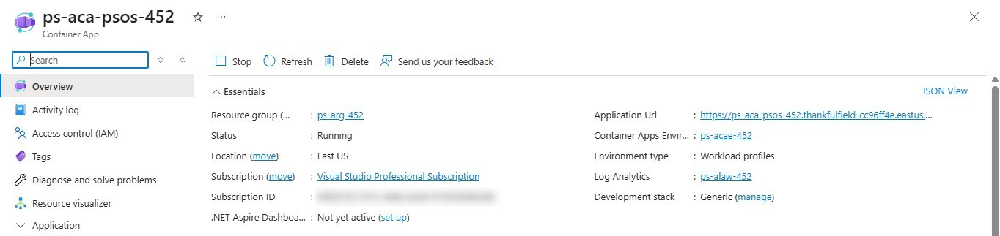 ps-aca-psos-452
Container App
Search
Stop Refresh Delete Send us your feedback
Overview
Activity log
Access control (IAM)
Tags
Diagnose and solve problems
Resource visualizer
Application
Essentials
JSON View
Resource group (... : ps-arg-452
Status : Running
Location (move) : East US
Subscription (move) : Visual Studio Professional Subscription
Subscription ID :
.NET Aspire Dashboa... : Not yet active (set up)
Application Url : https://ps-aca-psos-452.thankfulfield-cc96ff4e.eastus....
Container Apps Envir... : ps-acae-452
Environment type : Workload profiles
Log Analytics : ps-alaw-452
Development stack : Generic (manage)